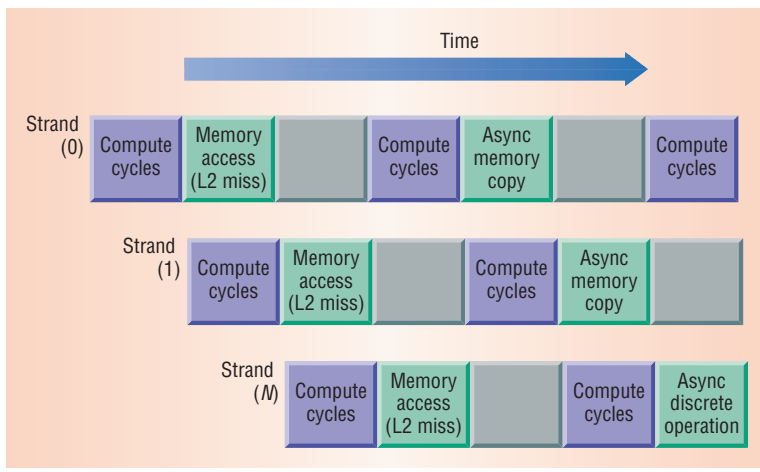 Time
Strand
(0)
Compute
cycles
Memory
access
(L2 miss)
Compute
cycles
Async
memory
copy
Compute
cycles
Strand
(1)
Compute
cycles
Memory
access
(L2 miss)
Compute
cycles
Async
memory
copy
Strand
(N)
Compute
cycles
Memory
access
(L2 miss)
Compute
cycles
Async
discrete
operation